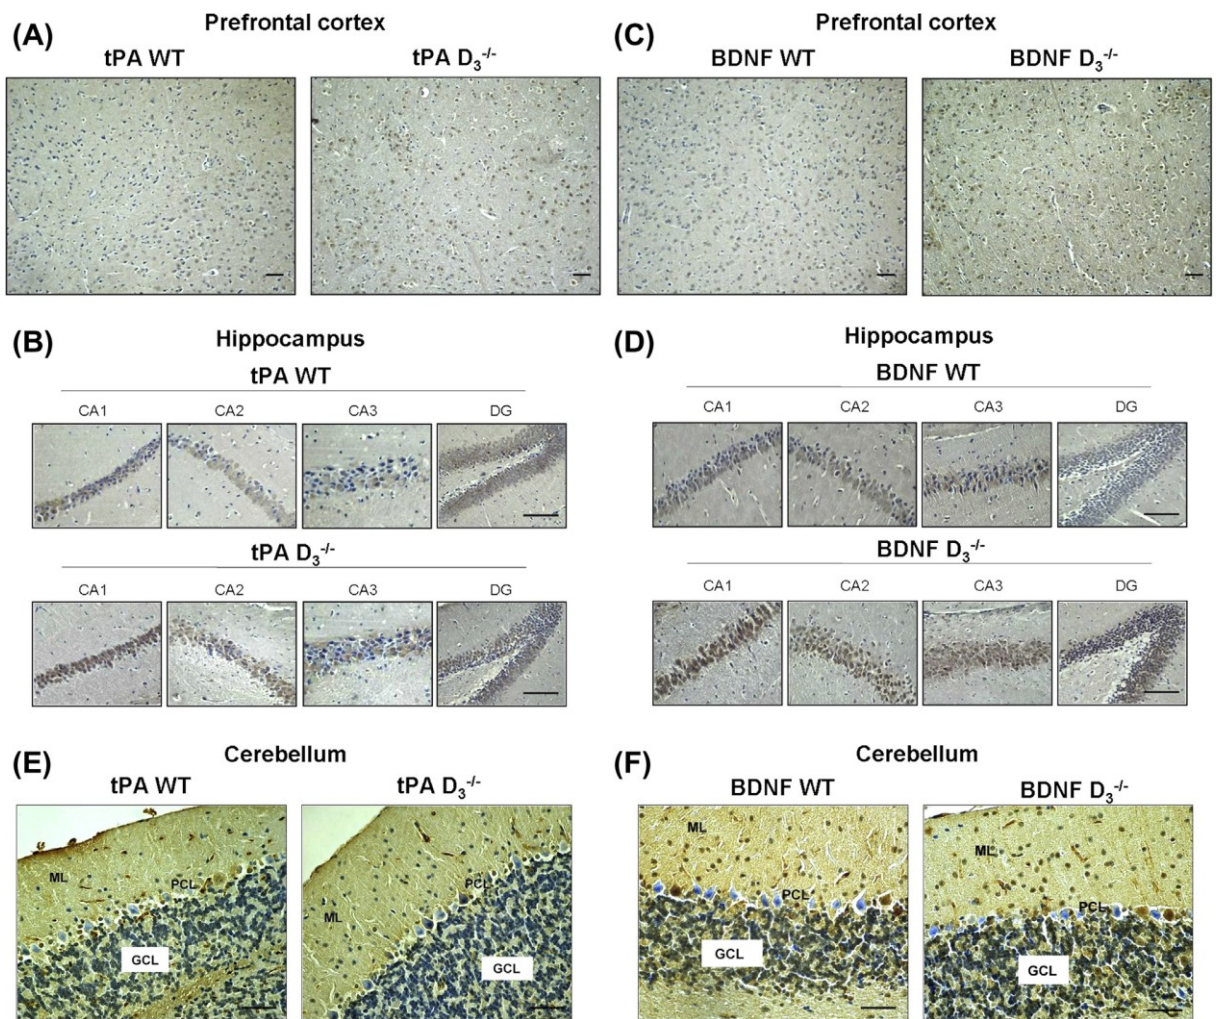 (A)
Prefrontal cortex
tPA WT
tPA D₃⁻/⁻
(C)
Prefrontal cortex
BDNF WT
BDNF D₃⁻/⁻
(B)
Hippocampus
tPA WT
CA1 CA2 CA3 DG
tPA D₃⁻/⁻
CA1 CA2 CA3 DG
(D)
Hippocampus
BDNF WT
CA1 CA2 CA3 DG
BDNF D₃⁻/⁻
CA1 CA2 CA3 DG
(E)
Cerebellum
tPA WT
ML
PCL
GCL
tPA D₃⁻/⁻
ML
PCL
GCL
(F)
Cerebellum
BDNF WT
ML
PCL
GCL
BDNF D₃⁻/⁻
ML
PCL
GCL